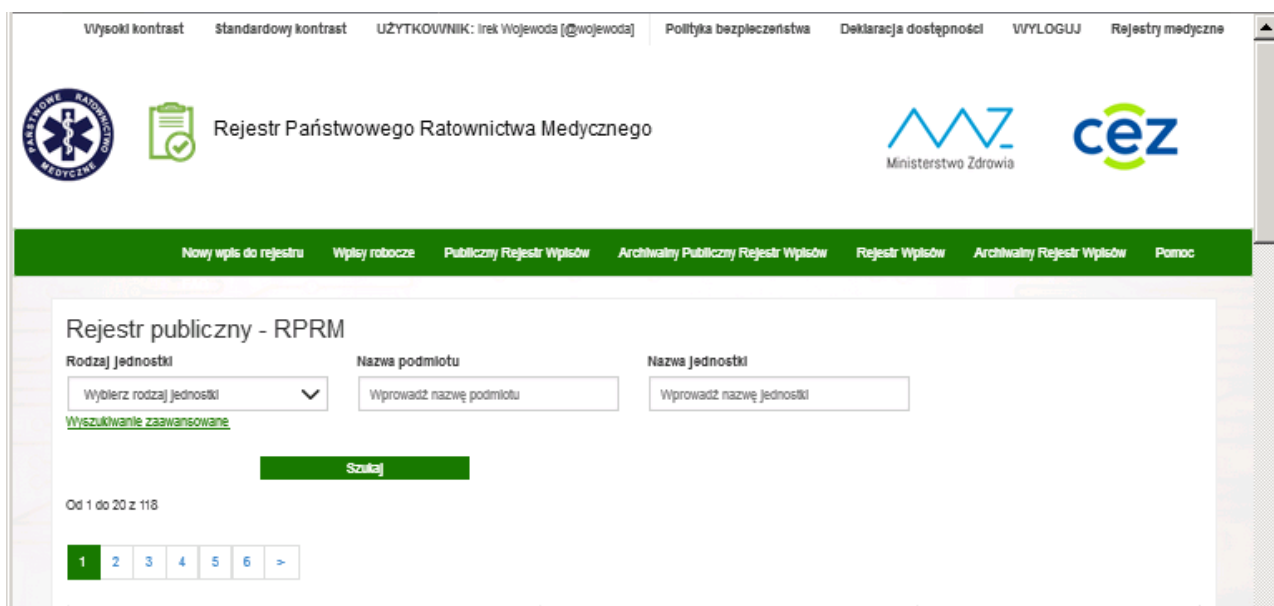 Wysoki kontrast Standardowy kontrast UŻYTKOWNIK: Irek Wojewoda [@wojewoda] Polityka bezpieczeństwa Deklaracja dostępności WYLOGUJ Rejestry medyczne
PAŃSTWOWE RATOWNICTWO MEDYCZNE
Rejestr Państwowego Ratownictwa Medycznego
Ministerstwo Zdrowia
cez
Nowy wpis do rejestru Wpisy robocze Publiczny Rejestr Wpisów Archiwalny Publiczny Rejestr Wpisów Rejestr Wpisów Archiwalny Rejestr Wpisów Pomoc
Rejestr publiczny - RPRM
Rodzaj jednostki Nazwa podmiotu Nazwa jednostki
Wybierz rodzaj jednostki Wprowadź nazwę podmiotu Wprowadź nazwę jednostki
Wyszukiwanie zaawansowane
Szukaj
Od 1 do 20 z 118
1 2 3 4 5 6 >